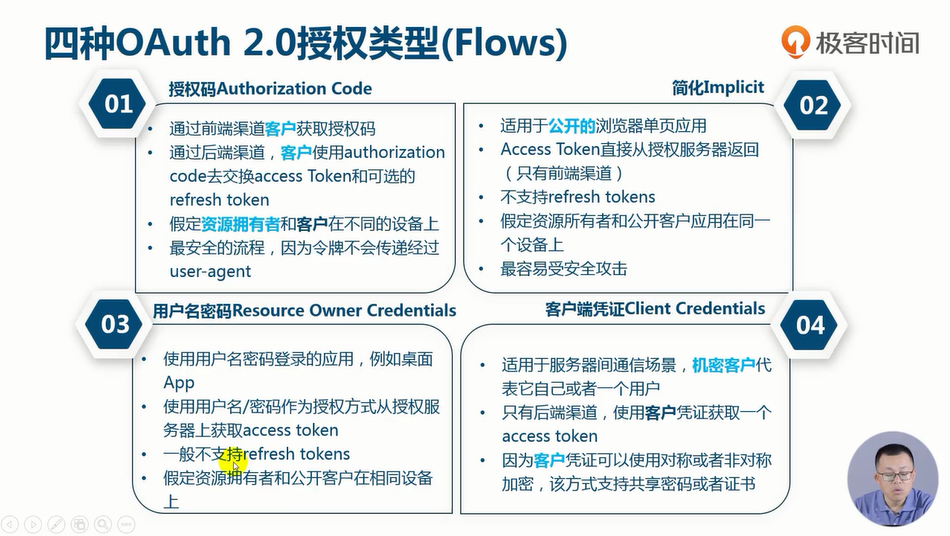 四种OAuth 2.0授权类型(Flows)
极客时间
01
授权码Authorization Code
• 通过前端渠道客户获取授权码
• 通过后端渠道，客户使用authorization
code去交换access Token和可选的
refresh token
• 假定资源拥有者和客户在不同的设备上
• 最安全的流程，因为令牌不会传递经过
user-agent
简化Implicit
02
• 适用于公开的浏览器单页应用
• Access Token直接从授权服务器返回
（只有前端渠道）
• 不支持refresh tokens
• 假定资源所有者和公开客户应用在同一
个设备上
• 最容易受安全攻击
03
用户名密码Resource Owner Credentials
• 使用用户名密码登录的应用，例如桌面
App
• 使用用户名/密码作为授权方式从授权服
务器上获取access token
• 一般不支持refresh tokens
• 假定资源拥有者和公开客户在相同设备
上
客户端凭证Client Credentials
04
• 适用于服务器间通信场景，机密客户代
表它自己或者一个用户
• 只有后端渠道，使用客户凭证获取一个
access token
• 因为客户凭证可以使用对称或者非对称
加密，该方式支持共享密码或者证书